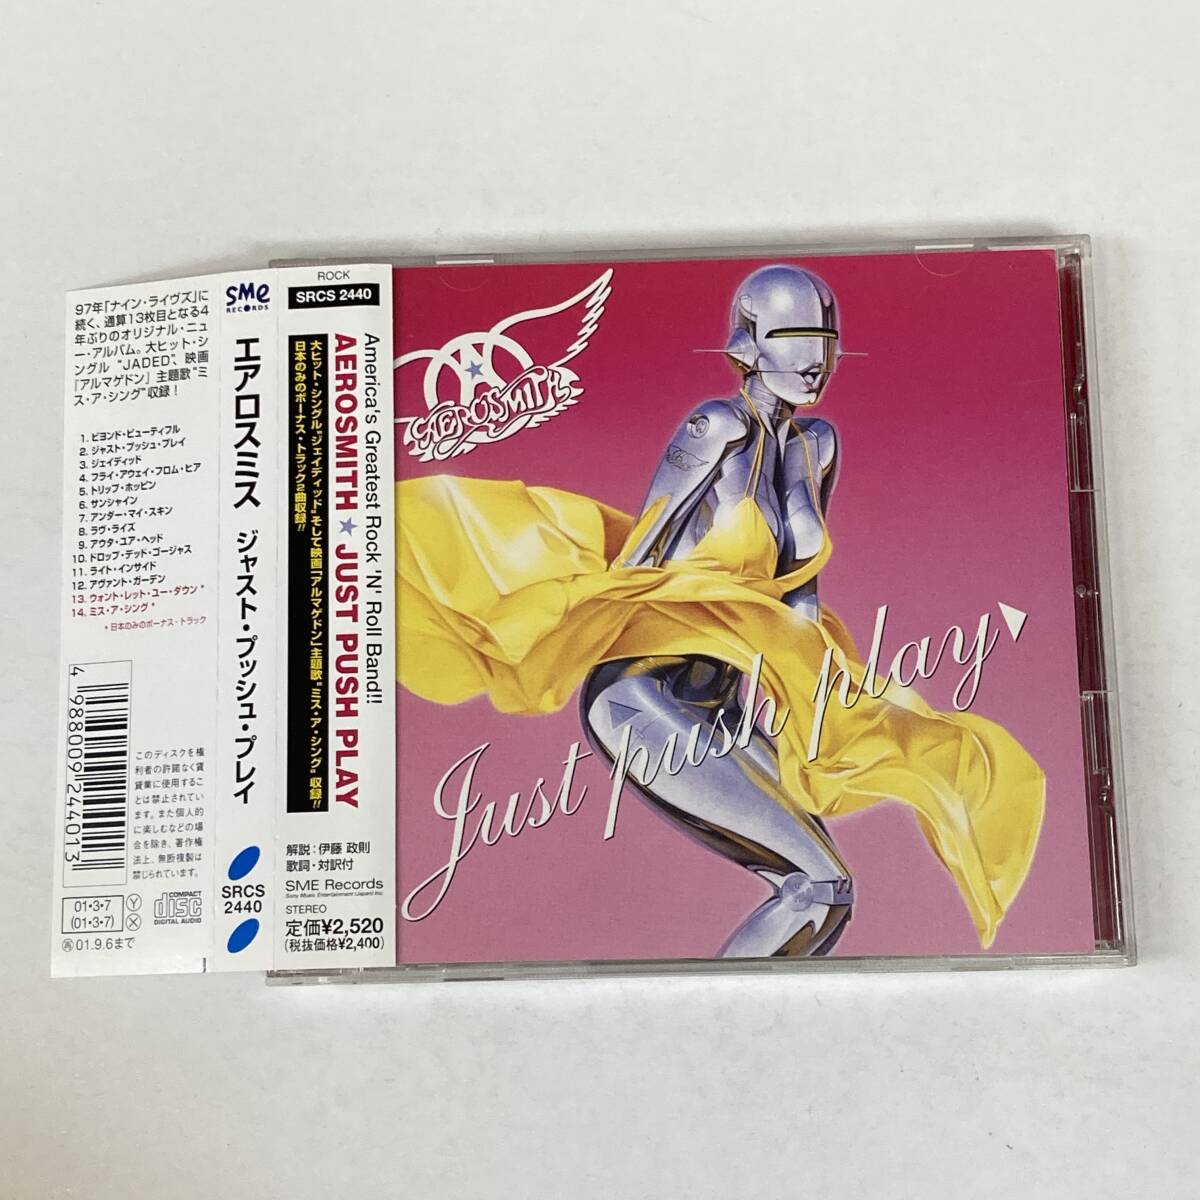 97年「ナイン・ライヴズ」に
続く、通算13枚目となる4
年ぶりのオリジナル・ニュ
ー・アルバム。大ヒット・シ
ングル“JADED”、映画
「アルマゲドン」主題歌“ミ
ス・ア・シング”収録!
1. ビヨンド・ビューティフル
2. ジャスト・プッシュ・プレイ
3. ジェイディッド
4. フライ・アウェイ・フロム・ヒア
5. トリップ・ホッピン
6. サンシャイン
7. アンダー・マイ・スキン
8. ラヴ・ライズ
9. アウタ・ユア・ヘッド
10. ドロップ・デッド・ゴージャス
11. ライト・インサイド
12. アヴァント・ガーデン
13. ウォント・レット・ユー・ダウン*
14. ミス・ア・シング*
*日本のみのボーナス・トラック
4 988009 244013
このディスクを権
利者の許諾なく賃
貸業に使用するこ
とは禁止されてい
ます。また個人的
に楽しむなどの場
合を除き、著作権
法上、無断複製は
禁じられています。
01・3・7 Y
(01・3・7) X
再01.9.6まで
COMPACT
disc
DIGITAL AUDIO
sme
RECORDS
エアロスミス ジャスト・プッシュ・プレイ
SRCS
2440
ROCK
SRCS 2440
America's Greatest Rock 'N' Roll Band!!
AEROSMITH ★ JUST PUSH PLAY
大ヒット・シングル“ジェイディッド”そして映画「アルマゲドン」主題歌“ミス・ア・シング”収録!!
日本のみのボーナス・トラック2曲収録!!
解説:伊藤 政則
歌詞・対訳付
SME Records
Sony Music Entertainment (Japan) Inc.
STEREO
定価¥2,520
(税抜価格¥2,400)
AEROSMITH
Just push play